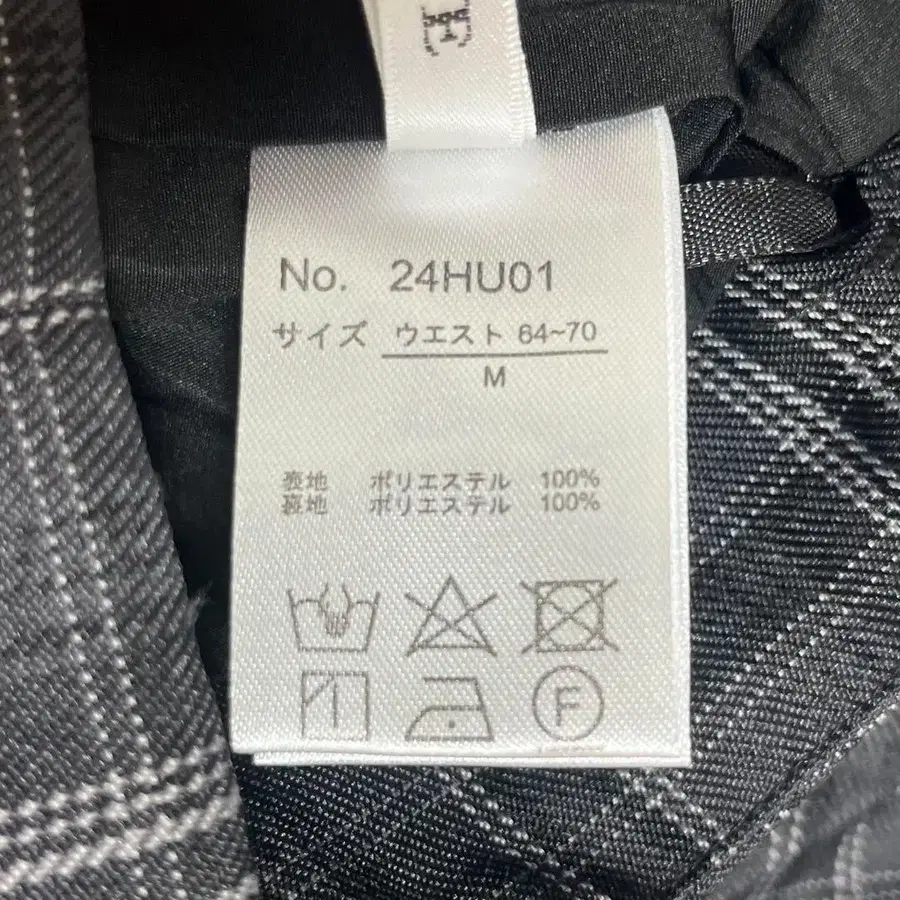 E
No. 24HU01
サイズ ウエスト 64~70
M
表地 ポリエステル 100%
裏地 ポリエステル 100%
F